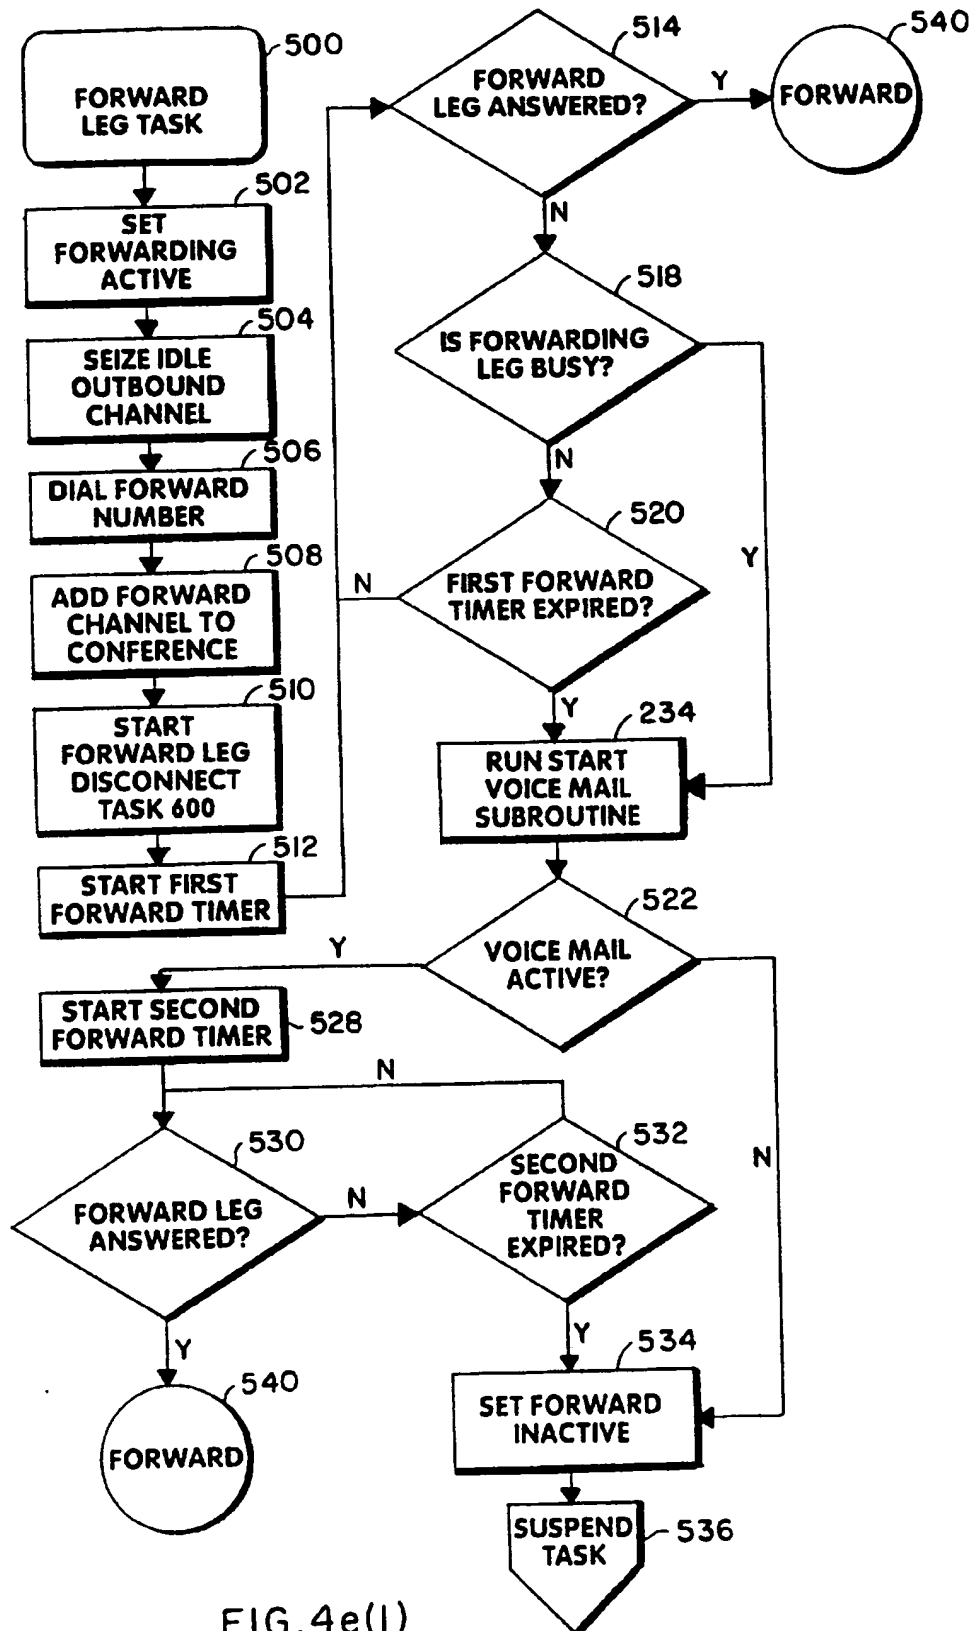 500
FORWARD
LEG TASK
502
SET
FORWARDING
ACTIVE
504
SEIZE IDLE
OUTBOUND
CHANNEL
506
DIAL FORWARD
NUMBER
508
ADD FORWARD
CHANNEL TO
CONFERENCE
510
START
FORWARD LEG
DISCONNECT
TASK 600
512
START FIRST
FORWARD TIMER
514
FORWARD
LEG ANSWERED?
Y
540
FORWARD
N
518
IS FORWARDING
LEG BUSY?
N
Y
520
FIRST FORWARD
TIMER EXPIRED?
N
Y
234
RUN START
VOICE MAIL
SUBROUTINE
522
VOICE MAIL
ACTIVE?
Y
N
START SECOND
FORWARD TIMER
528
N
530
FORWARD LEG
ANSWERED?
N
Y
532
SECOND
FORWARD
TIMER
EXPIRED?
Y
540
FORWARD
534
SET FORWARD
INACTIVE
SUSPEND
TASK
536
FIG.4e(1)